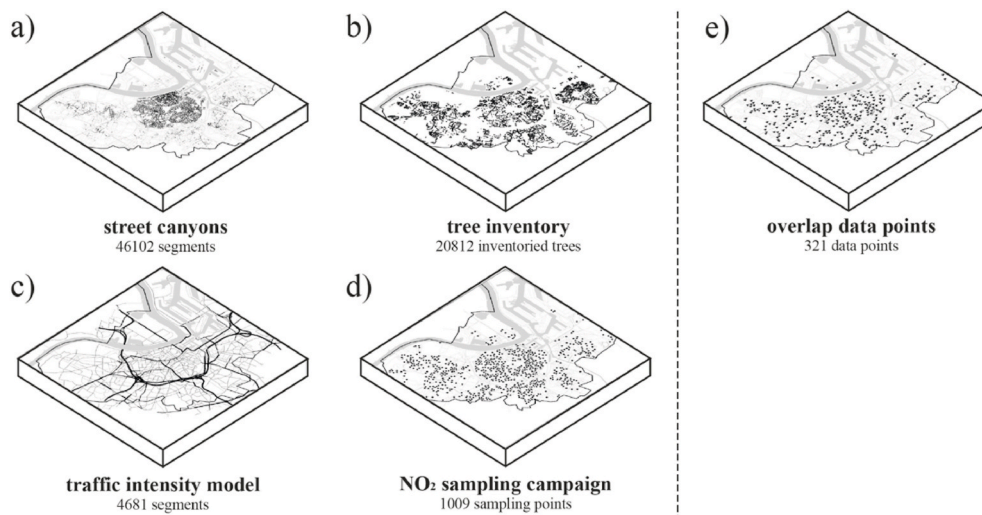 a)
b)
e)
street canyons
46102 segments
tree inventory
20812 inventoried trees
overlap data points
321 data points
c)
d)
traffic intensity model
4681 segments
NO₂ sampling campaign
1009 sampling points